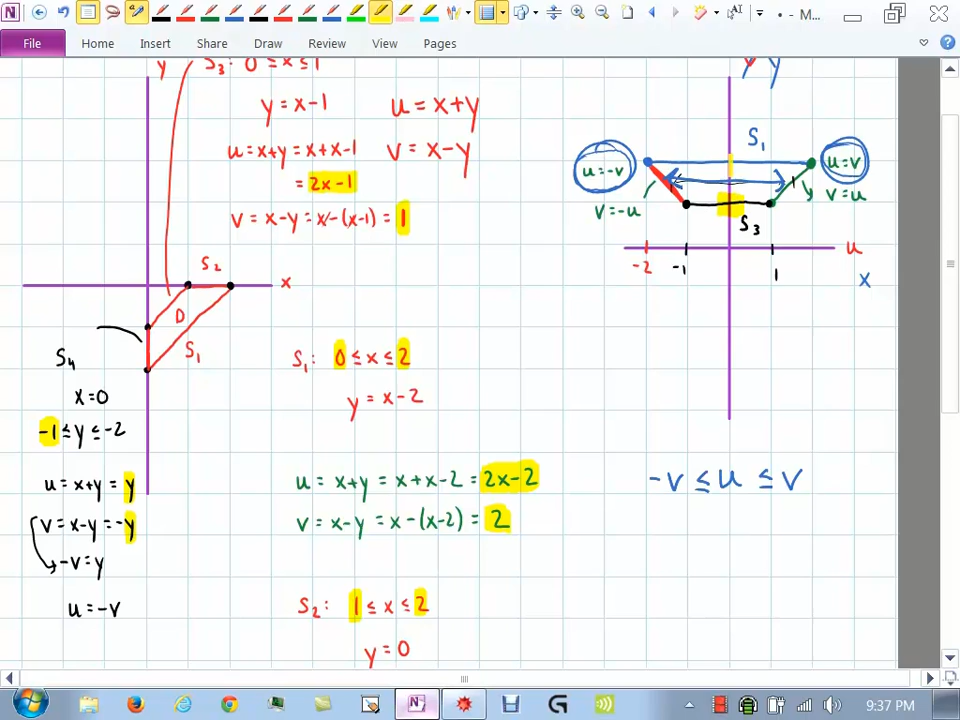 M...
File
Home
Insert
Share
Draw
Review
View
Pages
y
S3: 0 ≤ x ≤ 1
y = x-1
u = x+y
u = x+y = x+x-1
v = x-y
= 2x-1
v = x-y = x-(x-1) = 1
S2
x
D
S1
S4
x=0
-1 ≤ y ≤ -2
u = x+y = y
v = x-y = -y
-v = y
u = -v
S1: 0 ≤ x ≤ 2
y = x-2
u = x+y = x+x-2 = 2x-2
v = x-y = x-(x-2) = 2
S2: 1 ≤ x ≤ 2
y = 0
y
S1
u=-v
u=v
v=-u
v=u
S3
u
-2
-1
1
x
-v ≤ u ≤ v
9:37 PM